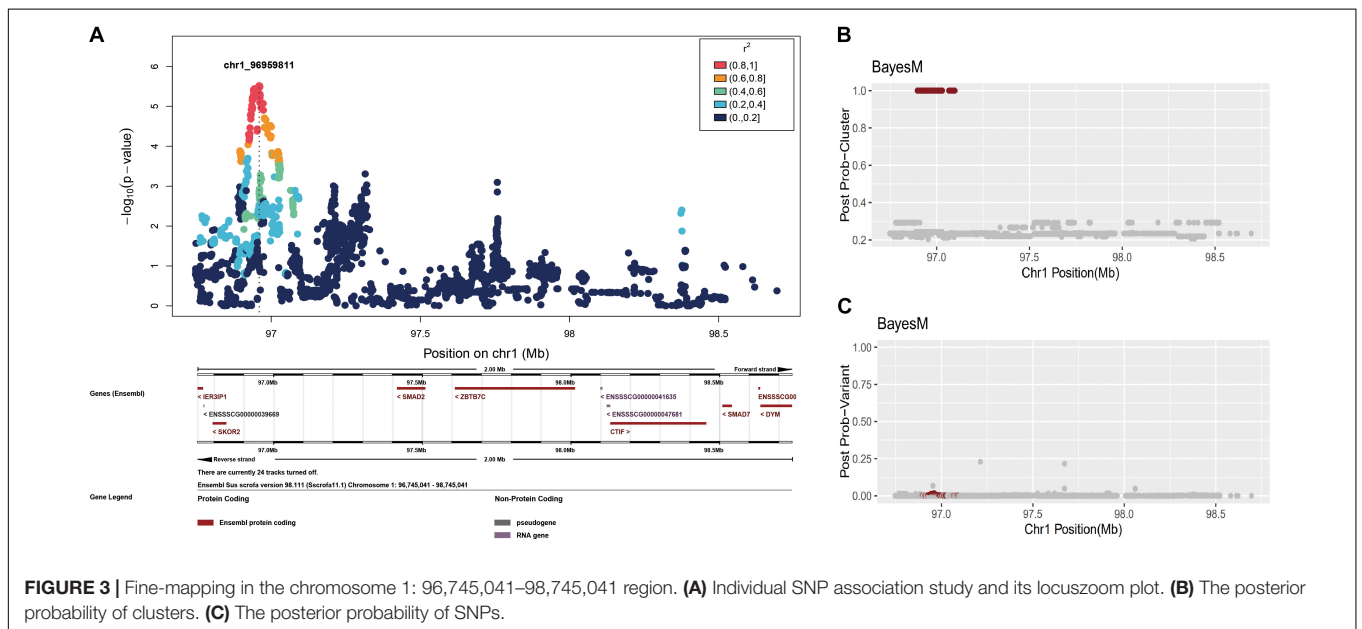 A
chr1_96959811
r²
(0.8,1]
(0.6,0.8]
(0.4,0.6]
(0.2,0.4]
(0.,0.2]
−log₁₀(p − value)
6
5
4
3
2
1
0
97
97.5
98
98.5
Position on chr1 (Mb)
2.00 Mb
Forward strand
97.0Mb
97.5Mb
98.0Mb
98.5Mb
Genes (Ensembl)
< IER3IP1
< SMAD2
< ZBTB7C
< ENSSSCG00000041635
ENSSSCG00
< ENSSSCG00000039669
< ENSSSCG00000047681
< SMAD7
< DYM
< SKOR2
CTIF >
97.0Mb
97.5Mb
98.0Mb
98.5Mb
Reverse strand
2.00 Mb
There are currently 24 tracks turned off.
Ensembl Sus scrofa version 98.111 (Sscrofa11.1) Chromosome 1: 96,745,041 - 98,745,041
Gene Legend
Protein Coding
Non-Protein Coding
Ensembl protein coding
pseudogene
RNA gene
B
BayesM
Post Prob-Cluster
1.0
0.8
0.6
0.4
0.2
97.0
97.5
98.0
98.5
Chr1 Position(Mb)
C
BayesM
Post Prob-Variant
1.00
0.75
0.50
0.25
0.00
97.0
97.5
98.0
98.5
Chr1 Position(Mb)
FIGURE 3 | Fine-mapping in the chromosome 1: 96,745,041–98,745,041 region. (A) Individual SNP association study and its locuszoom plot. (B) The posterior
probability of clusters. (C) The posterior probability of SNPs.